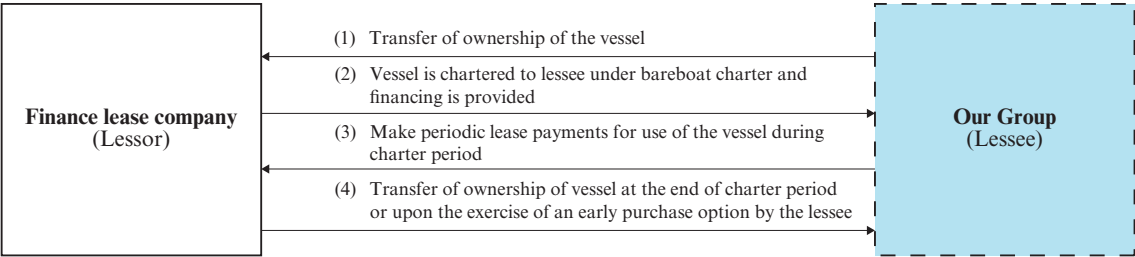 Finance lease company
(Lessor)
(1) Transfer of ownership of the vessel
(2) Vessel is chartered to lessee under bareboat charter and
financing is provided
(3) Make periodic lease payments for use of the vessel during
charter period
(4) Transfer of ownership of vessel at the end of charter period
or upon the exercise of an early purchase option by the lessee
Our Group
(Lessee)